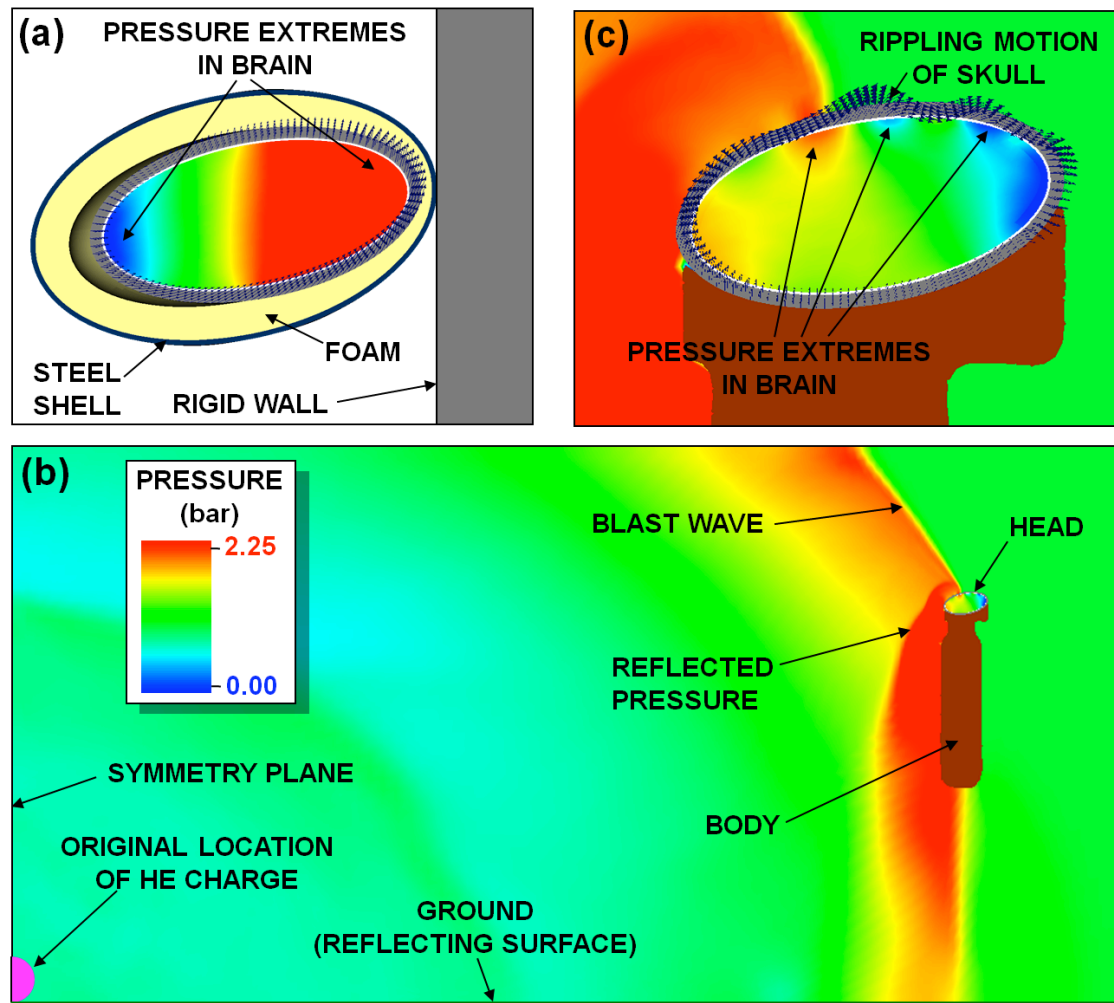 (a)
PRESSURE EXTREMES
IN BRAIN
FOAM
STEEL
SHELL
RIGID WALL
(c)
RIPPLING MOTION
OF SKULL
PRESSURE EXTREMES
IN BRAIN
(b)
PRESSURE
(bar)
2.25
0.00
BLAST WAVE
HEAD
REFLECTED
PRESSURE
SYMMETRY PLANE
BODY
ORIGINAL LOCATION
OF HE CHARGE
GROUND
(REFLECTING SURFACE)